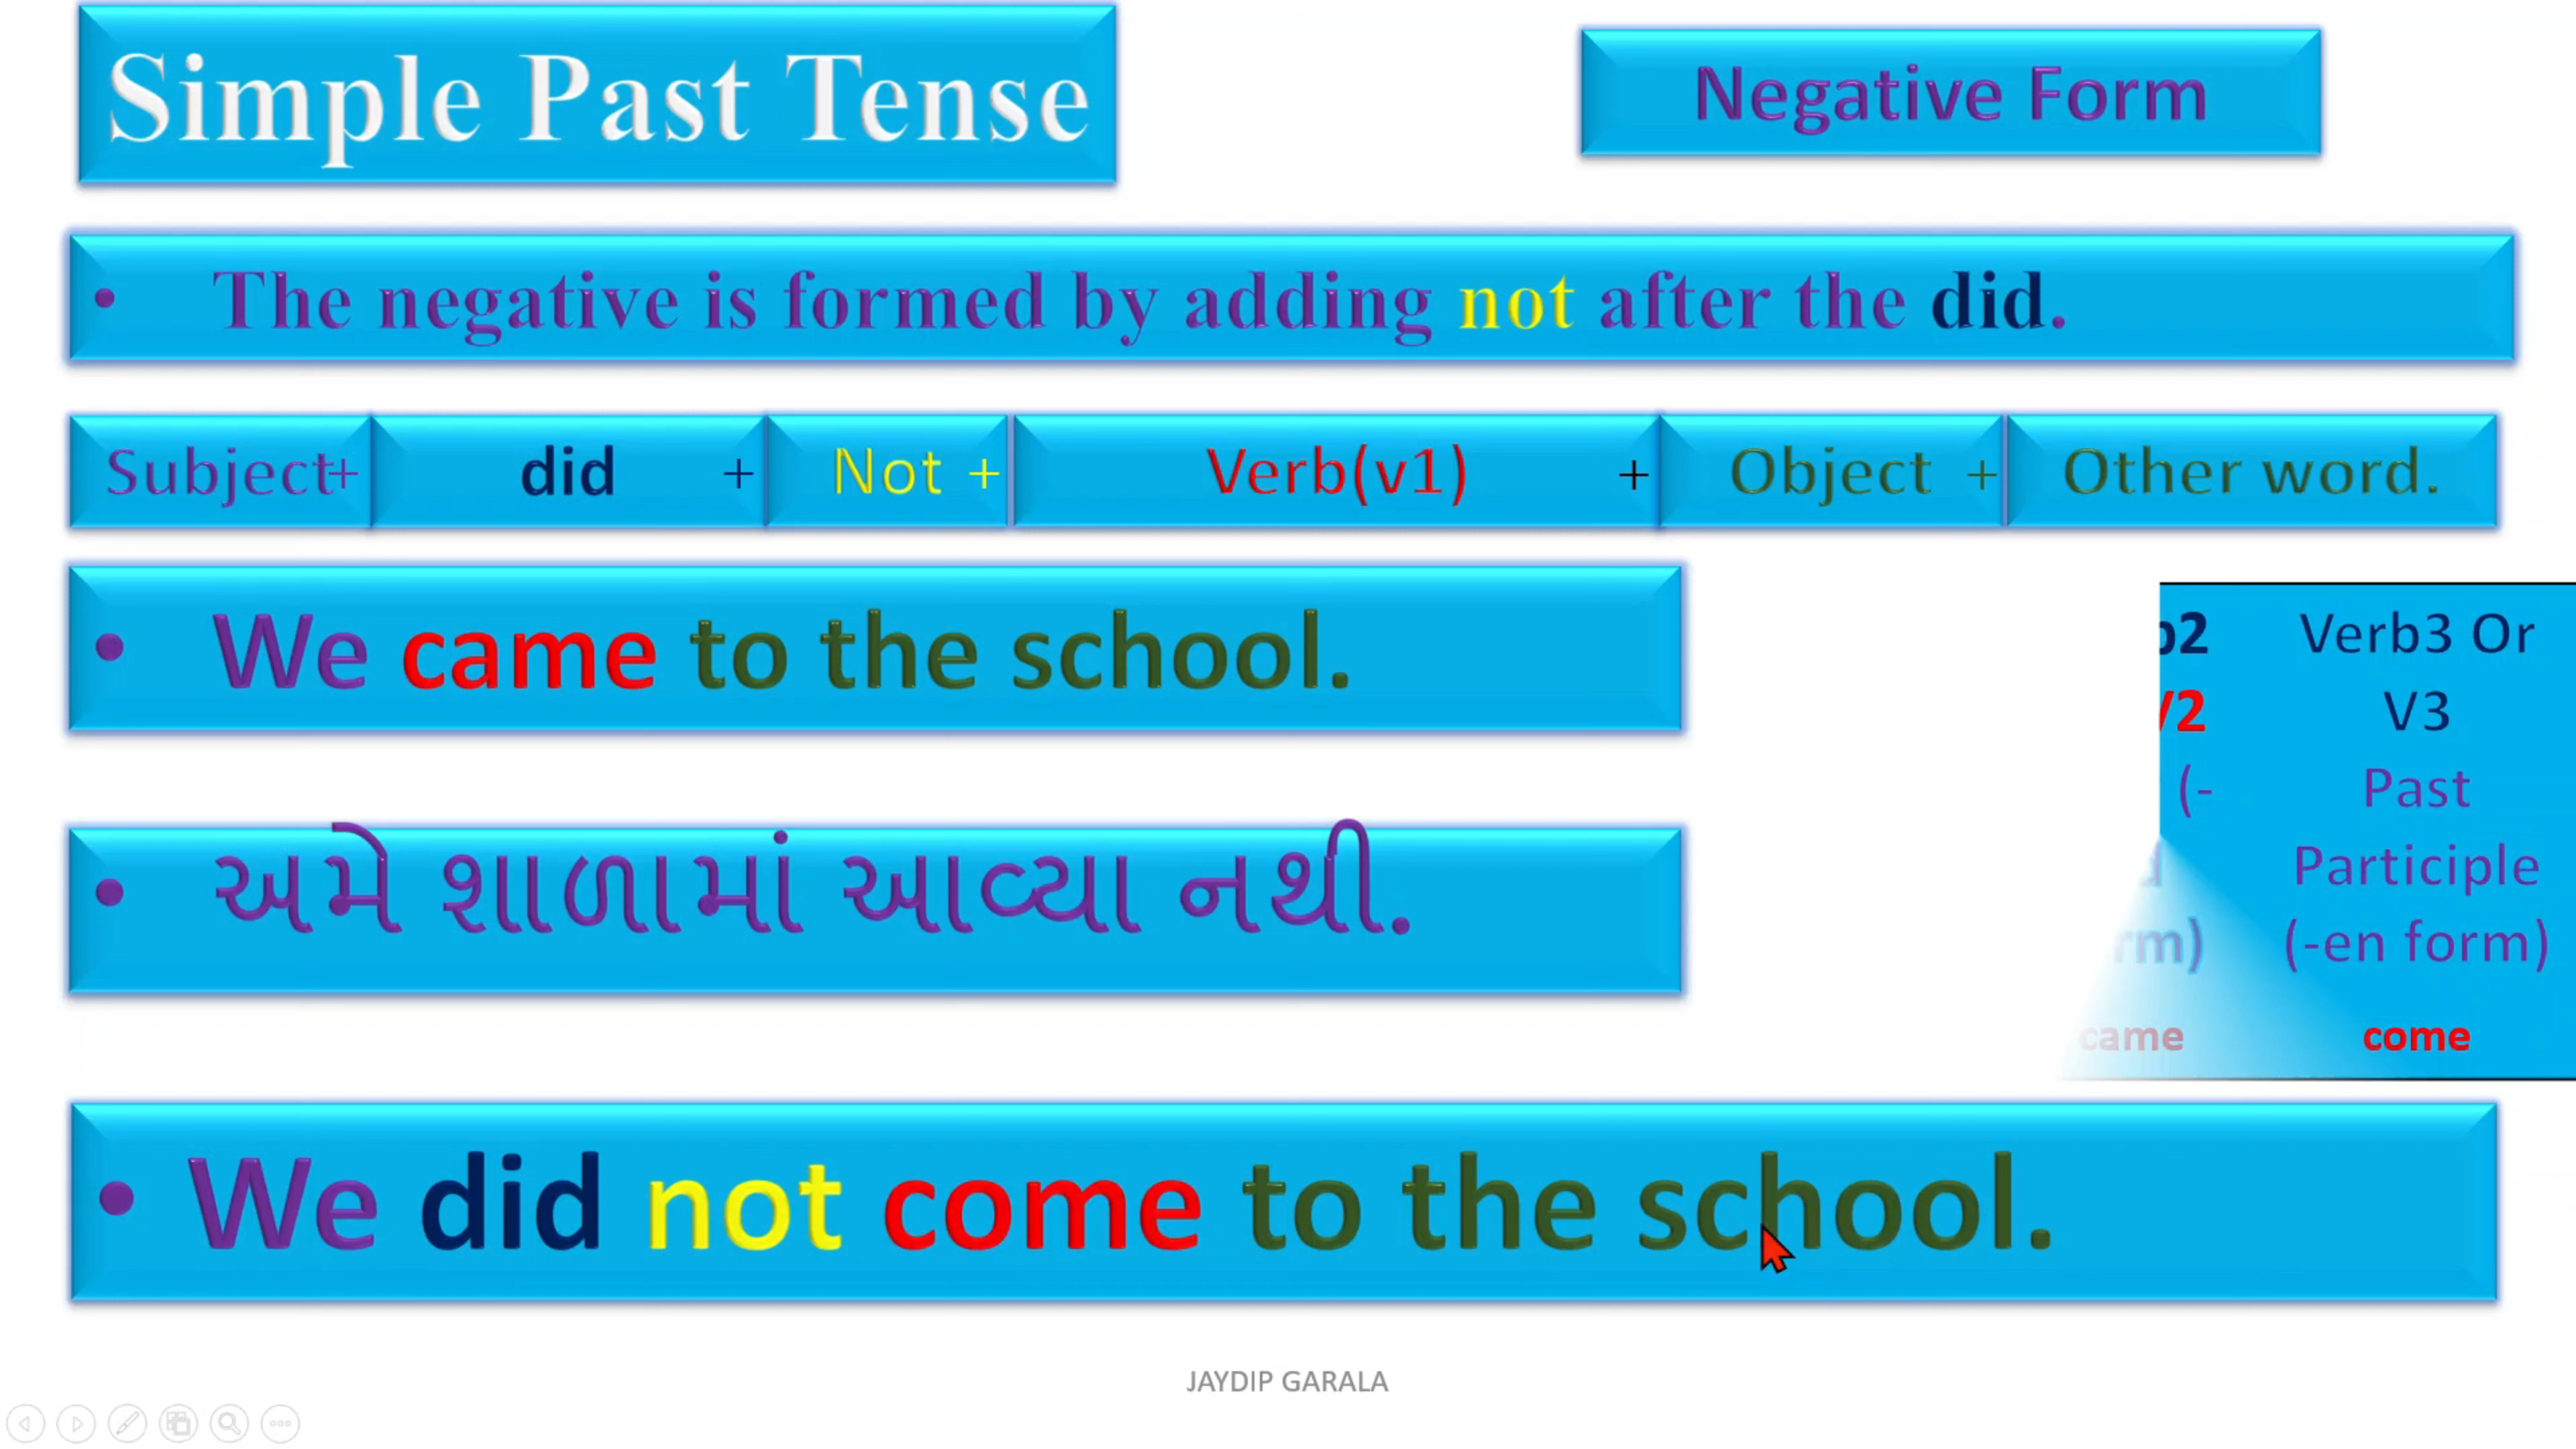 Simple Past Tense
Negative Form
• The negative is formed by adding not after the did.
Subject+ did + Not + Verb(v1) + Object + Other word.
• We came to the school.
Verb3 Or
V2 V3
(- Past
Participle
(-en form)
came come
• અમે શાળામાં આવ્યા નથી.
• We did not come to the school.
JAYDIP GARALA